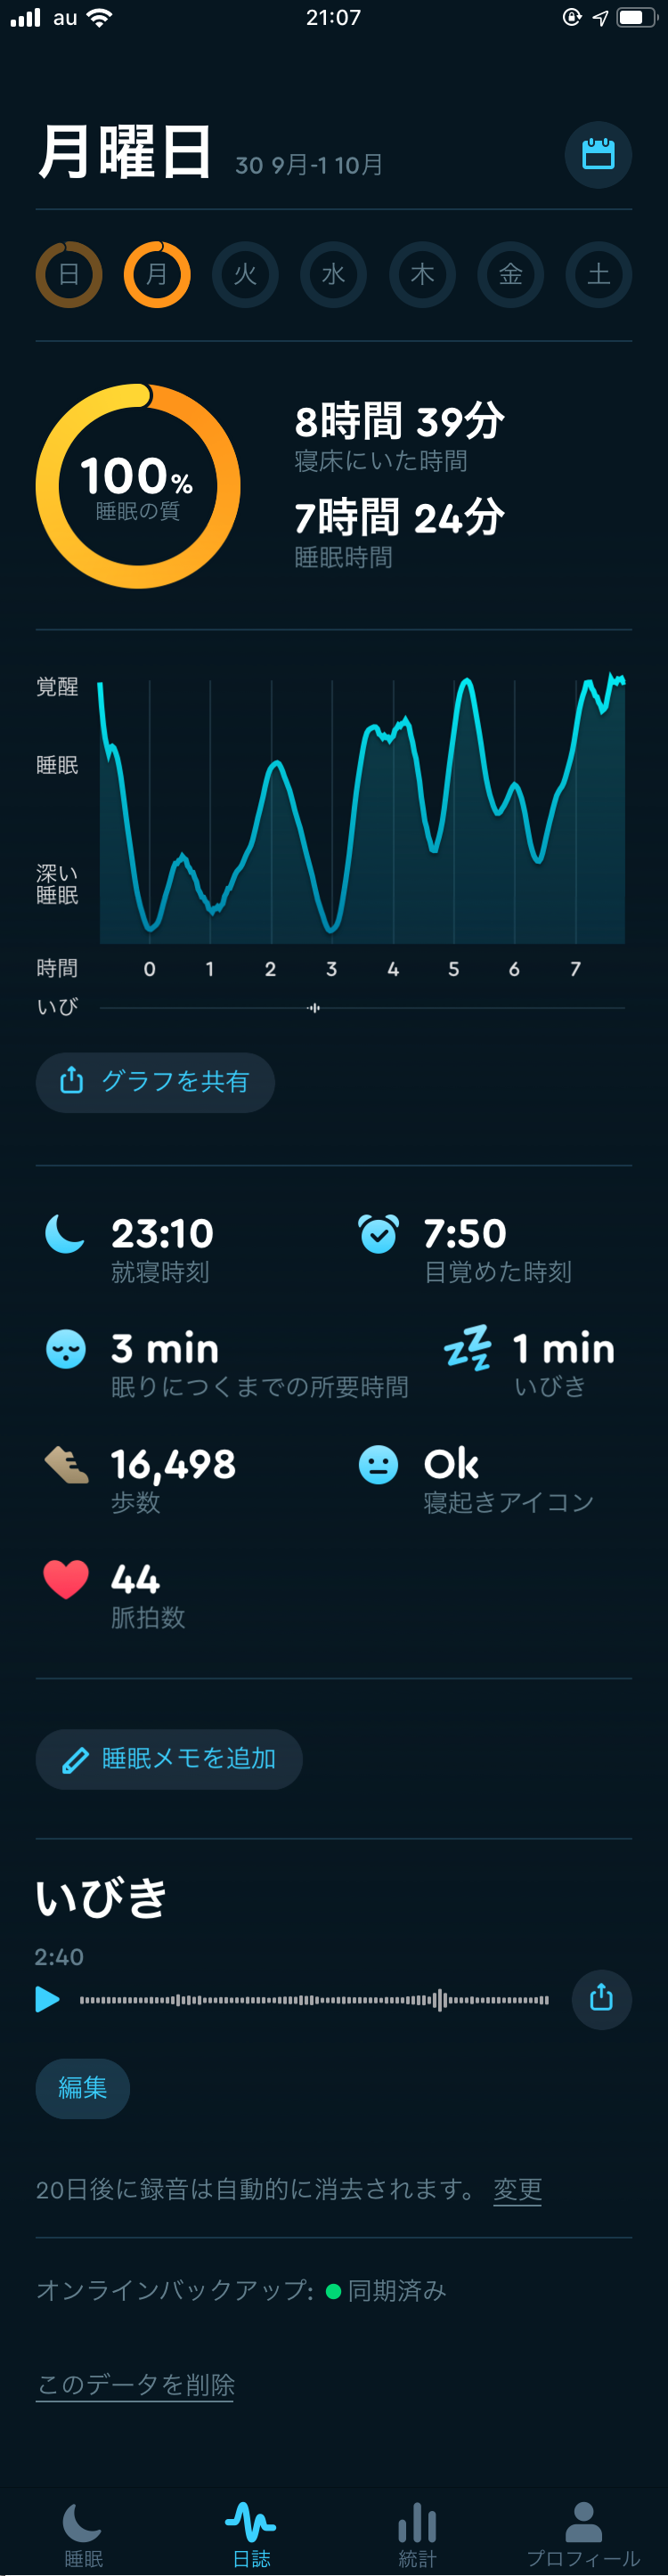 au 21:07
月曜日 30 9月-1 10月
日 月 火 水 木 金 土
100%
睡眠の質
8時間 39分
寝床にいた時間
7時間 24分
睡眠時間
覚醒
睡眠
深い
睡眠
時間 0 1 2 3 4 5 6 7
いび
グラフを共有
23:10 7:50
就寝時刻 目覚めた時刻
3 min 1 min
眠りにつくまでの所要時間 いびき
16,498 Ok
歩数 寝起きアイコン
44
脈拍数
睡眠メモを追加
いびき
2:40
編集
20日後に録音は自動的に消去されます。 変更
オンラインバックアップ: 同期済み
このデータを削除
睡眠 日誌 統計 プロフィール